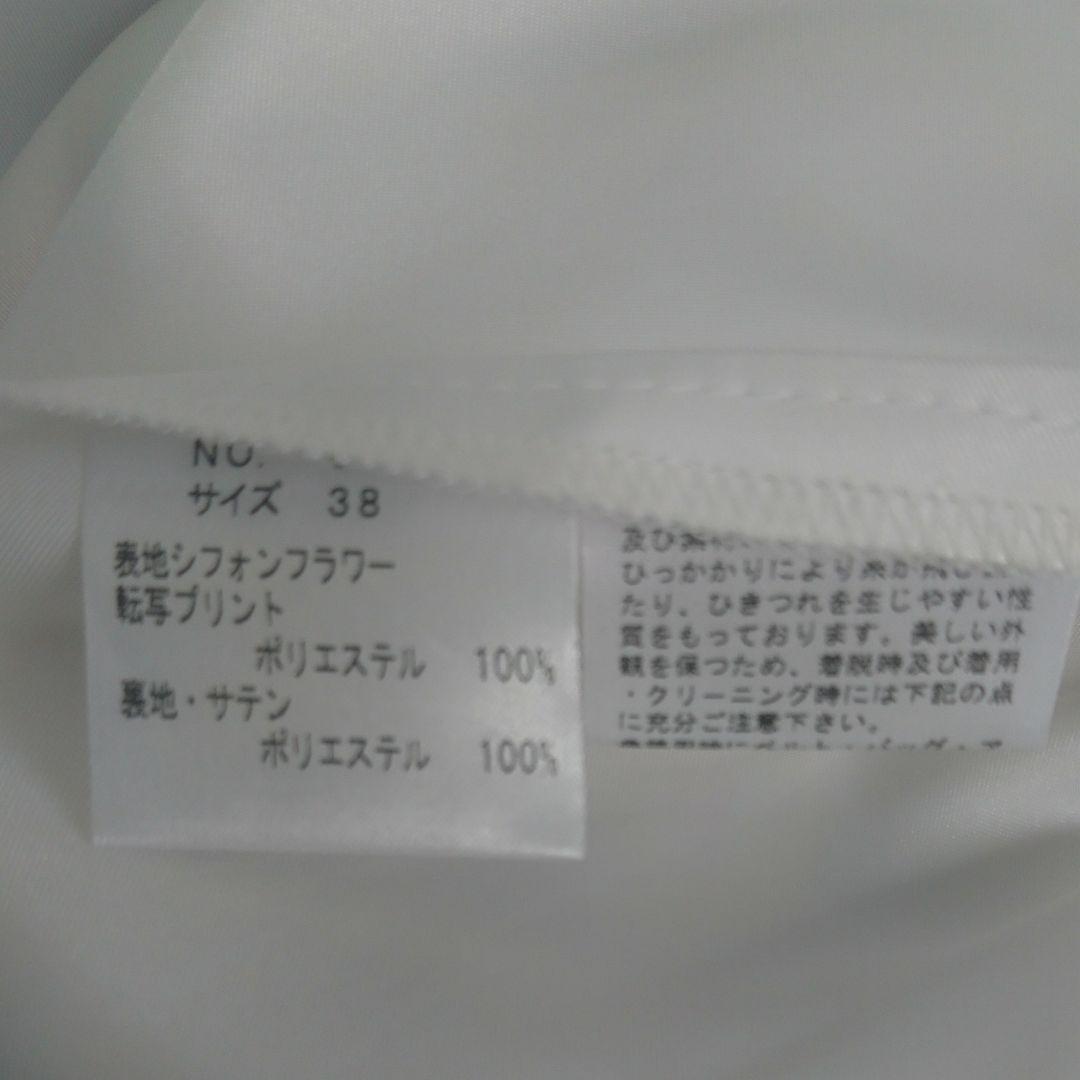 NO.
サイズ 38
表地シフォンフラワー
転写プリント
ポリエステル 100%
裏地・サテン
ポリエステル 100%
及び
ひっかかりにより糸が
たり、ひきつれを生じやすい性
質をもっております。美しい外
観を保つため、着脱時及び着用
・クリーニング時には下記の点
に充分ご注意下さい。